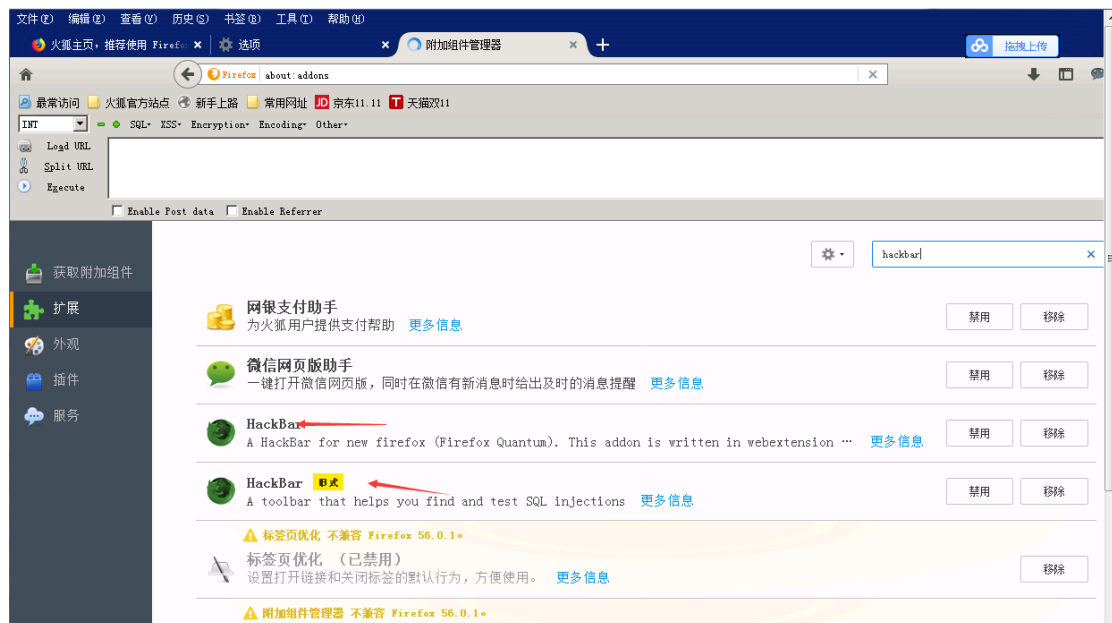 文件(F) 编辑(E) 查看(V) 历史(S) 书签(B) 工具(T) 帮助(H)
火狐主页，推荐使用 Firefo × 选项 × 附加组件管理器 × +
拖拽上传
Firefox about:addons
最常访问 火狐官方站点 新手上路 常用网址 JD 京东11.11 T 天猫双11
INT SQL- XSS- Encryption- Encoding- Other-
Load URL
Split URL
Execute
Enable Post data Enable Referrer
hackbar
获取附加组件
扩展
外观
插件
服务
网银支付助手
为火狐用户提供支付帮助 更多信息 禁用 移除
微信网页版助手
一键打开微信网页版，同时在微信有新消息时给出及时的消息提醒 更多信息 禁用 移除
HackBar
A HackBar for new firefox (Firefox Quantum). This addon is written in webextension … 更多信息 禁用 移除
HackBar 旧式
A toolbar that helps you find and test SQL injections 更多信息 禁用 移除
标签页优化 不兼容 Firefox 56.0.1。
标签页优化 （已禁用）
设置打开链接和关闭标签的默认行为，方便使用。 更多信息 移除
附加组件管理器 不兼容 Firefox 56.0.1。